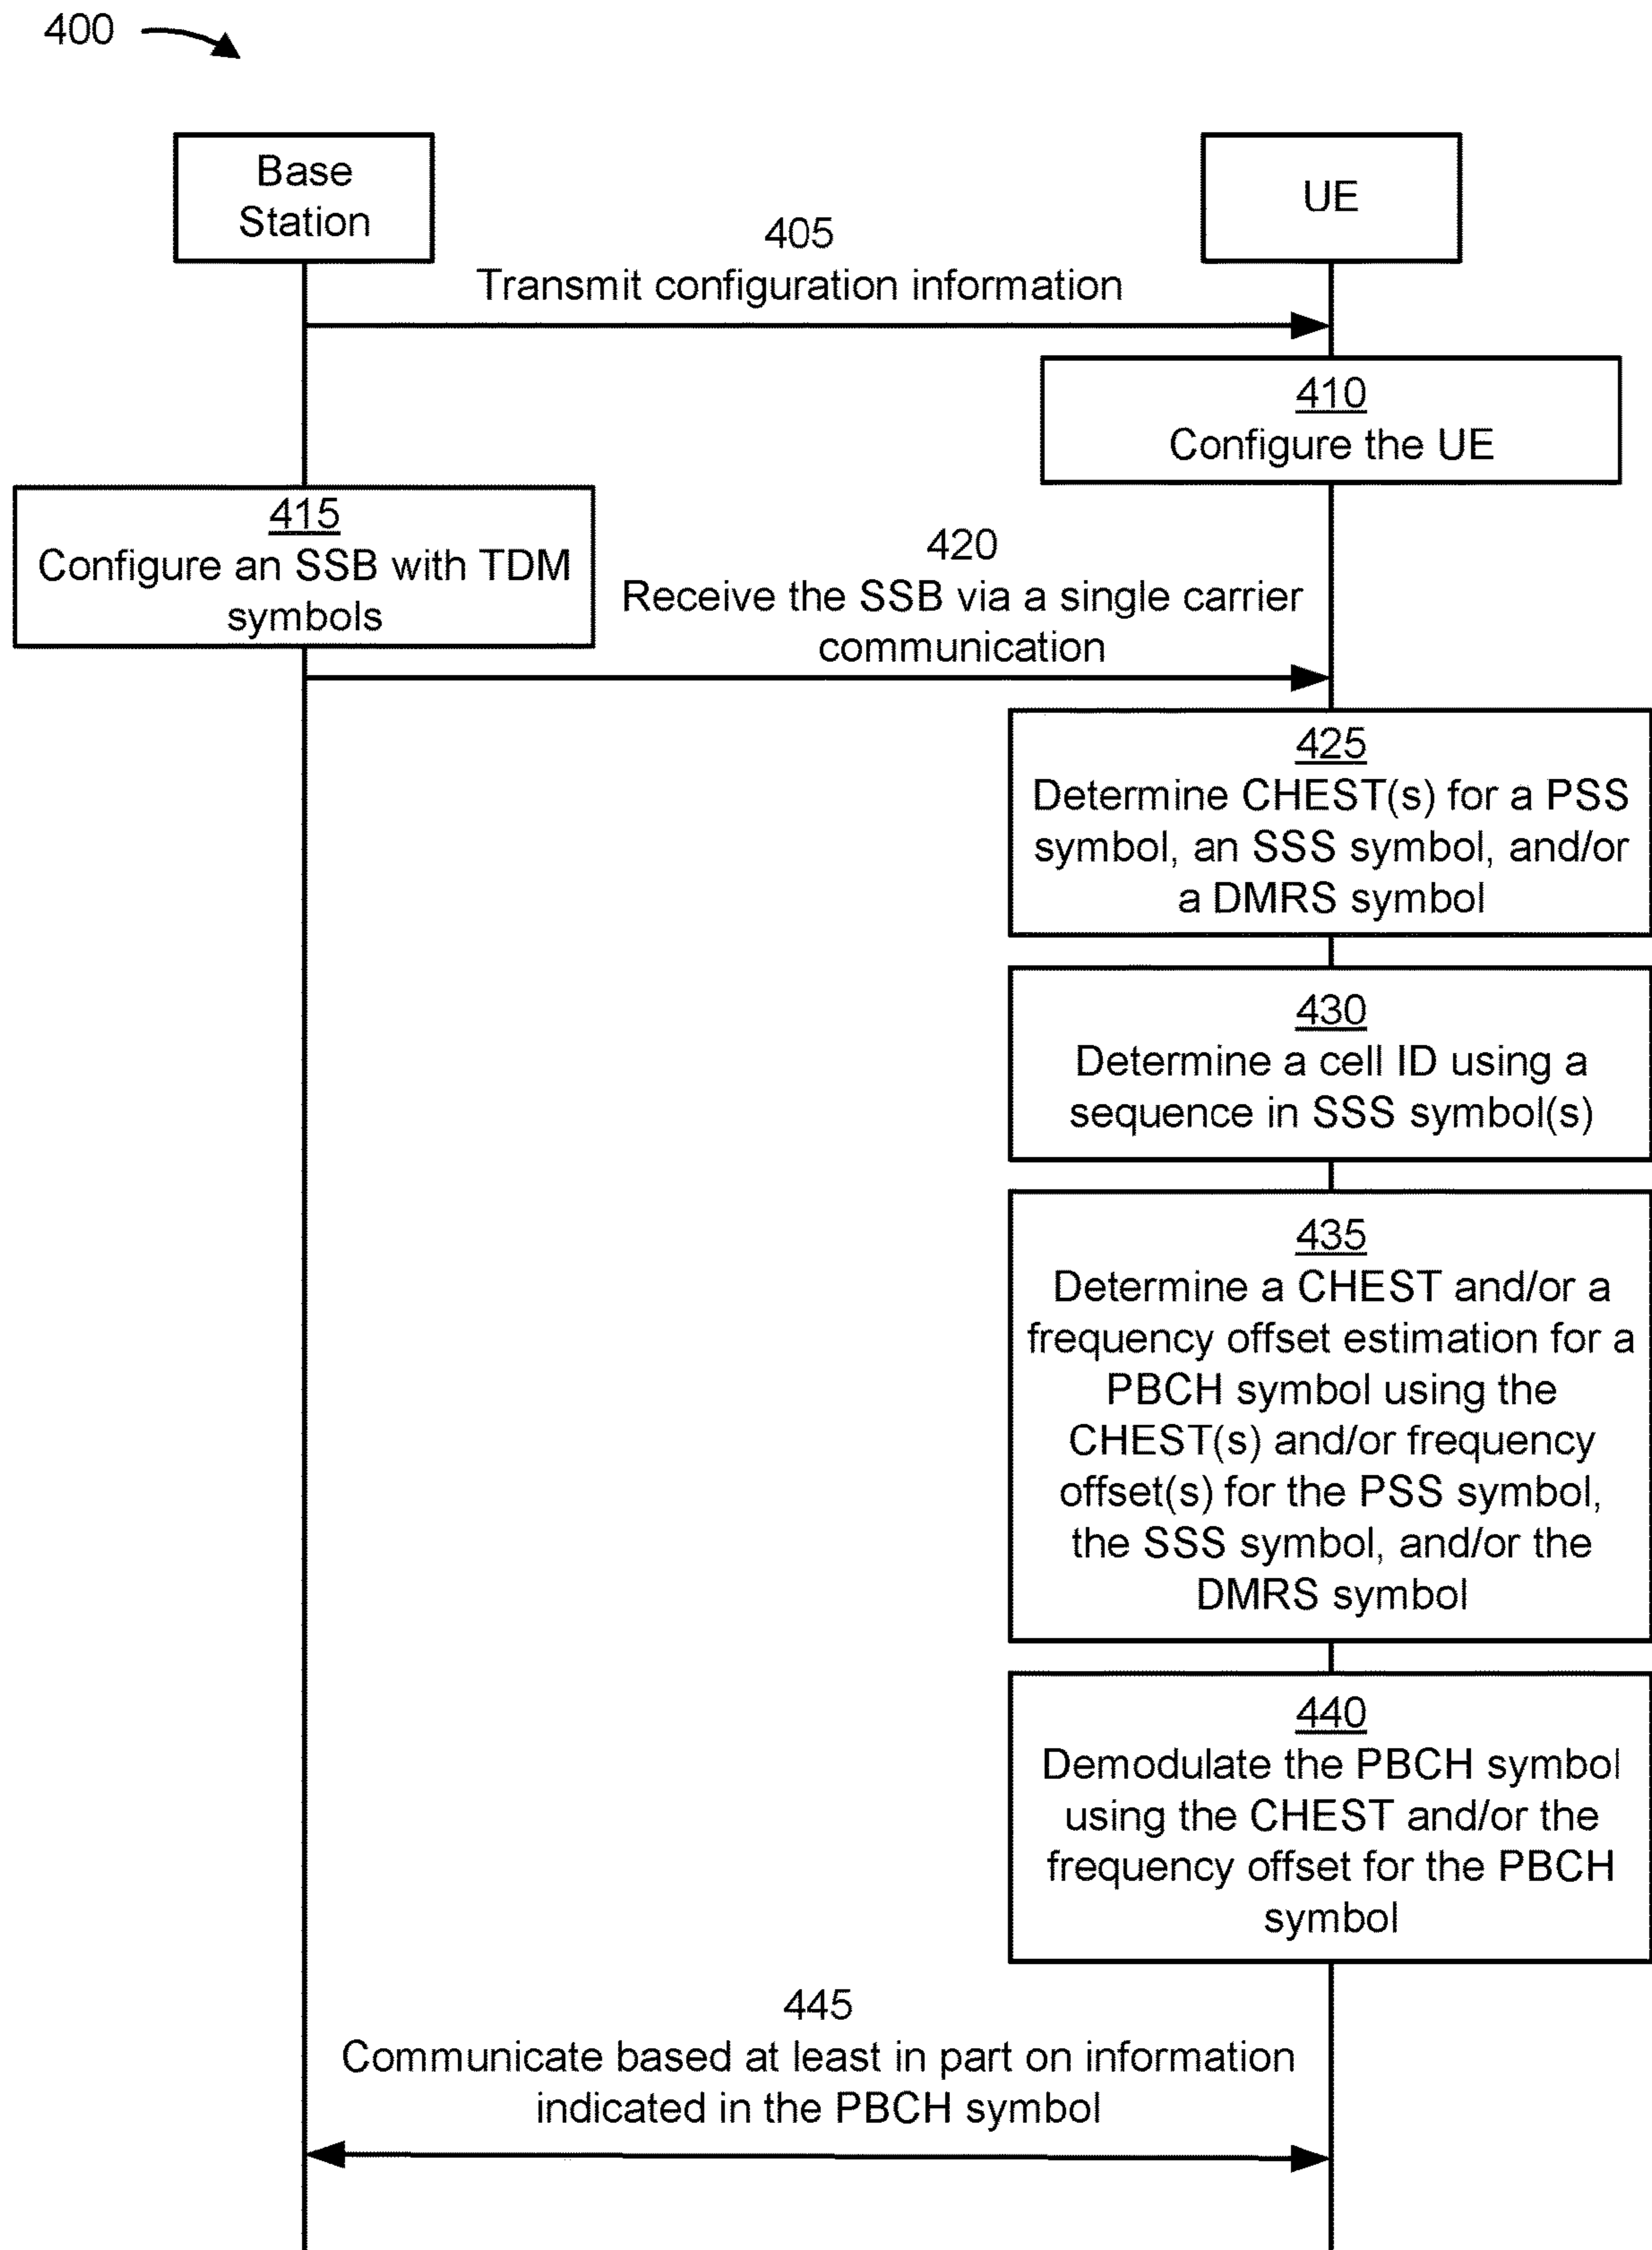 400
Base
Station
UE
405
Transmit configuration information
410
Configure the UE
415
Configure an SSB with TDM
symbols
420
Receive the SSB via a single carrier
communication
425
Determine CHEST(s) for a PSS
symbol, an SSS symbol, and/or
a DMRS symbol
430
Determine a cell ID using a
sequence in SSS symbol(s)
435
Determine a CHEST and/or a
frequency offset estimation for a
PBCH symbol using the
CHEST(s) and/or frequency
offset(s) for the PSS symbol,
the SSS symbol, and/or the
DMRS symbol
440
Demodulate the PBCH symbol
using the CHEST and/or the
frequency offset for the PBCH
symbol
445
Communicate based at least in part on information
indicated in the PBCH symbol